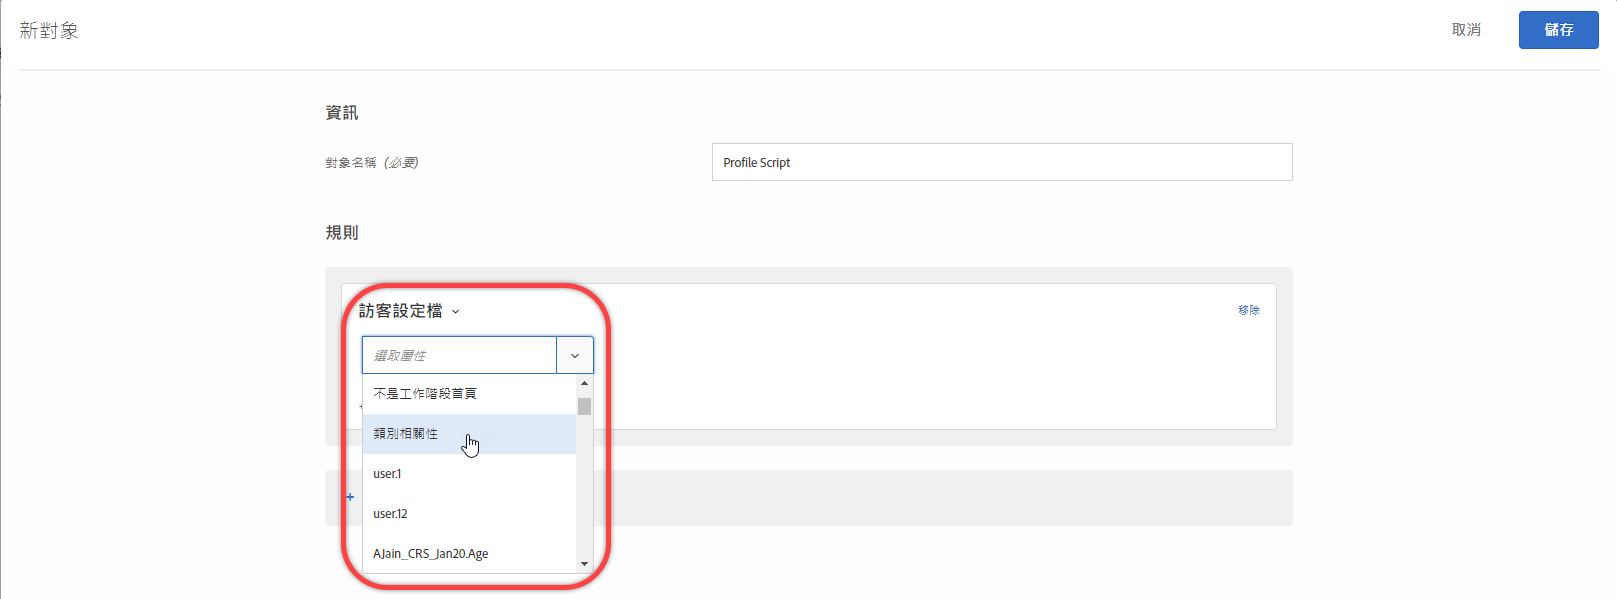 新對象
取消
儲存
資訊
對象名稱 (必要)
Profile Script
規則
訪客設定檔
移除
選取屬性
不是工作階段首頁
類別相關性
user.1
user.12
AJain_CRS_Jan20.Age